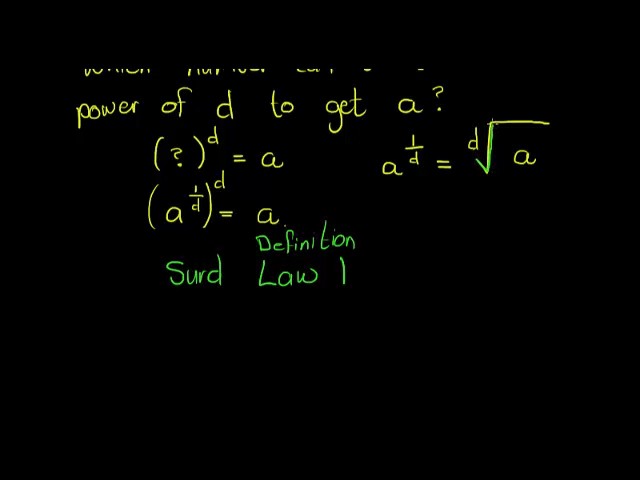 power of d to get a?
(?)^d = a
a^(1/d) = ᵈ√a
(a^(1/d))^d = a.
Definition
Surd Law 1